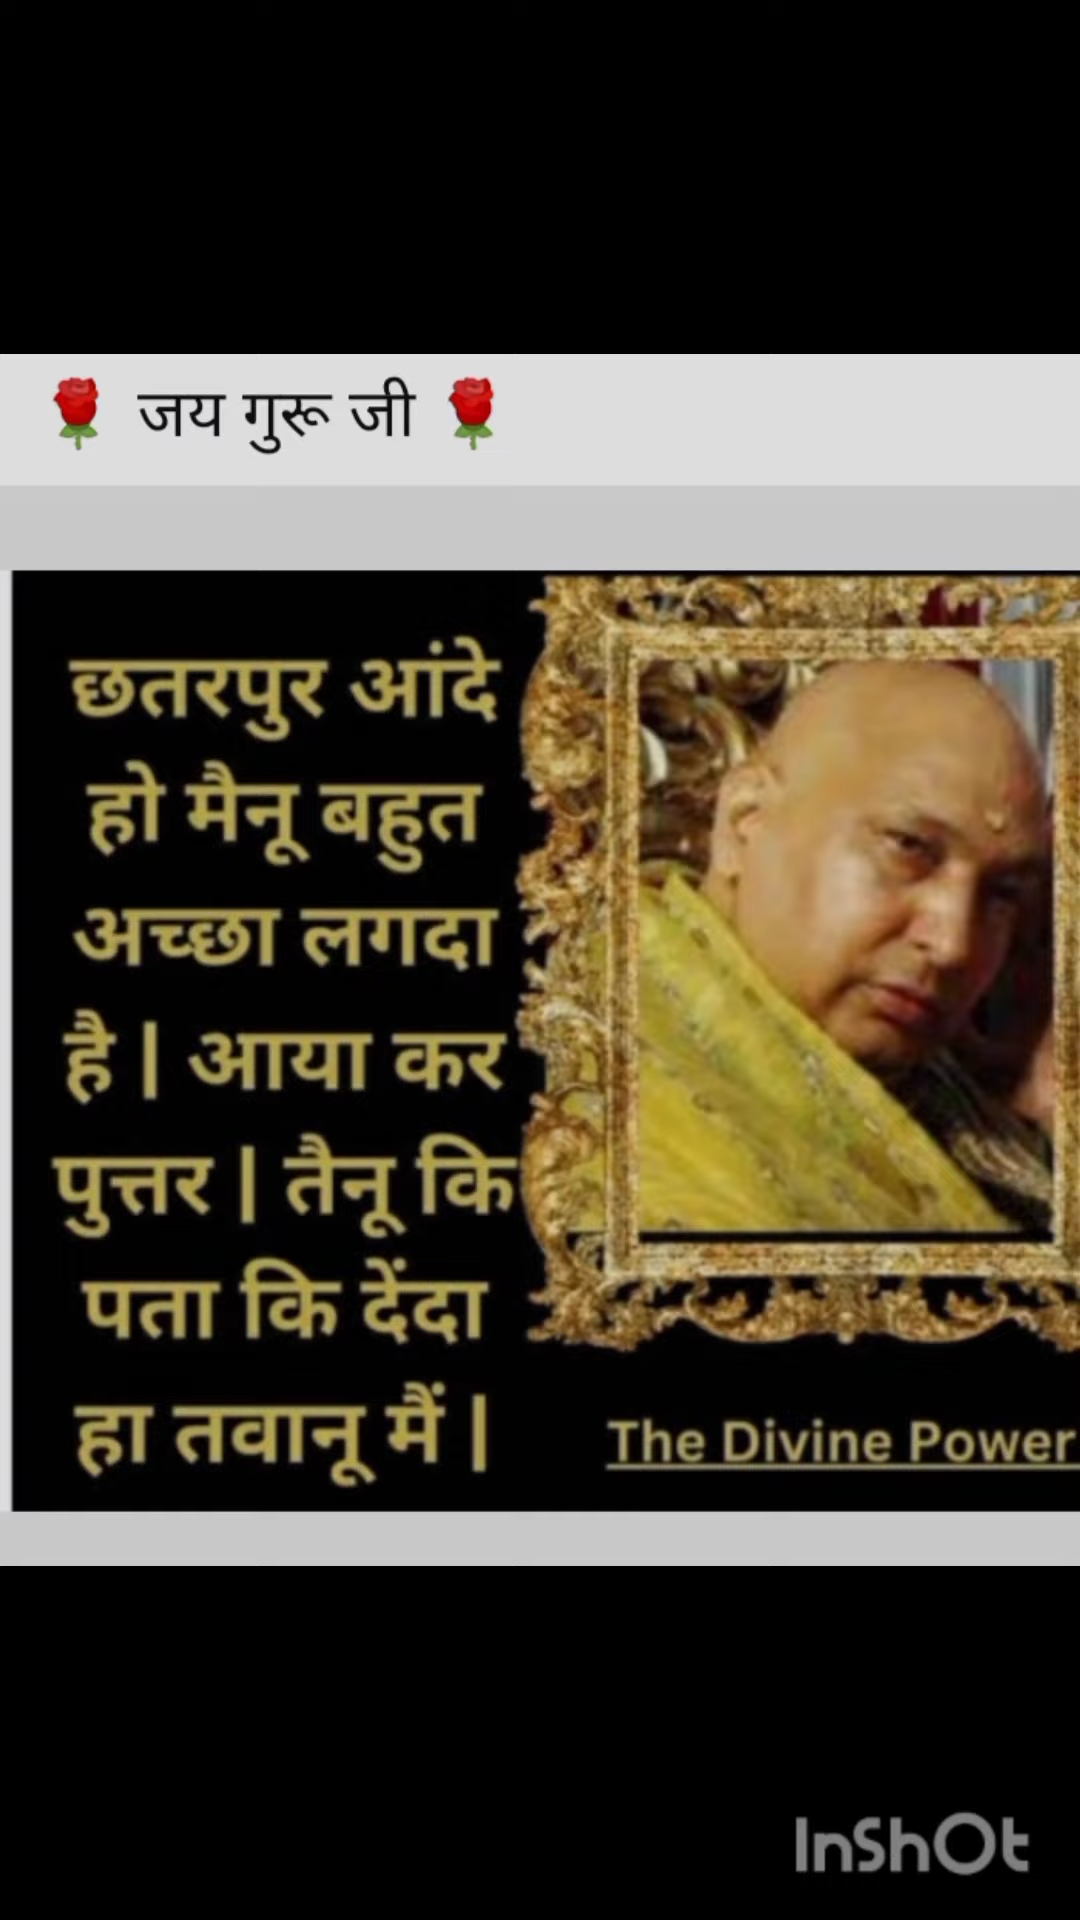 🌹 जय गुरू जी 🌹
छतरपुर आंदे
हो मैनू बहुत
अच्छा लगदा
है | आया कर
पुत्तर | तैनू कि
पता कि देंदा
हा तवानू मैं |
The Divine Power
InShOt